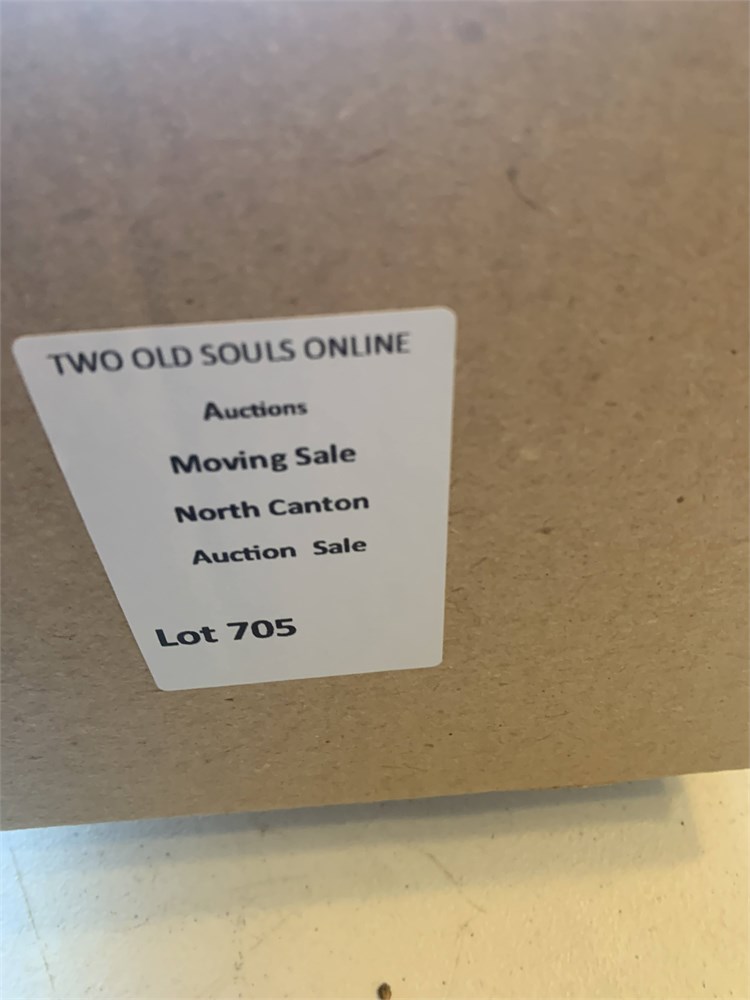 TWO OLD SOULS ONLINE
Auctions
Moving Sale
North Canton
Auction Sale
Lot 705